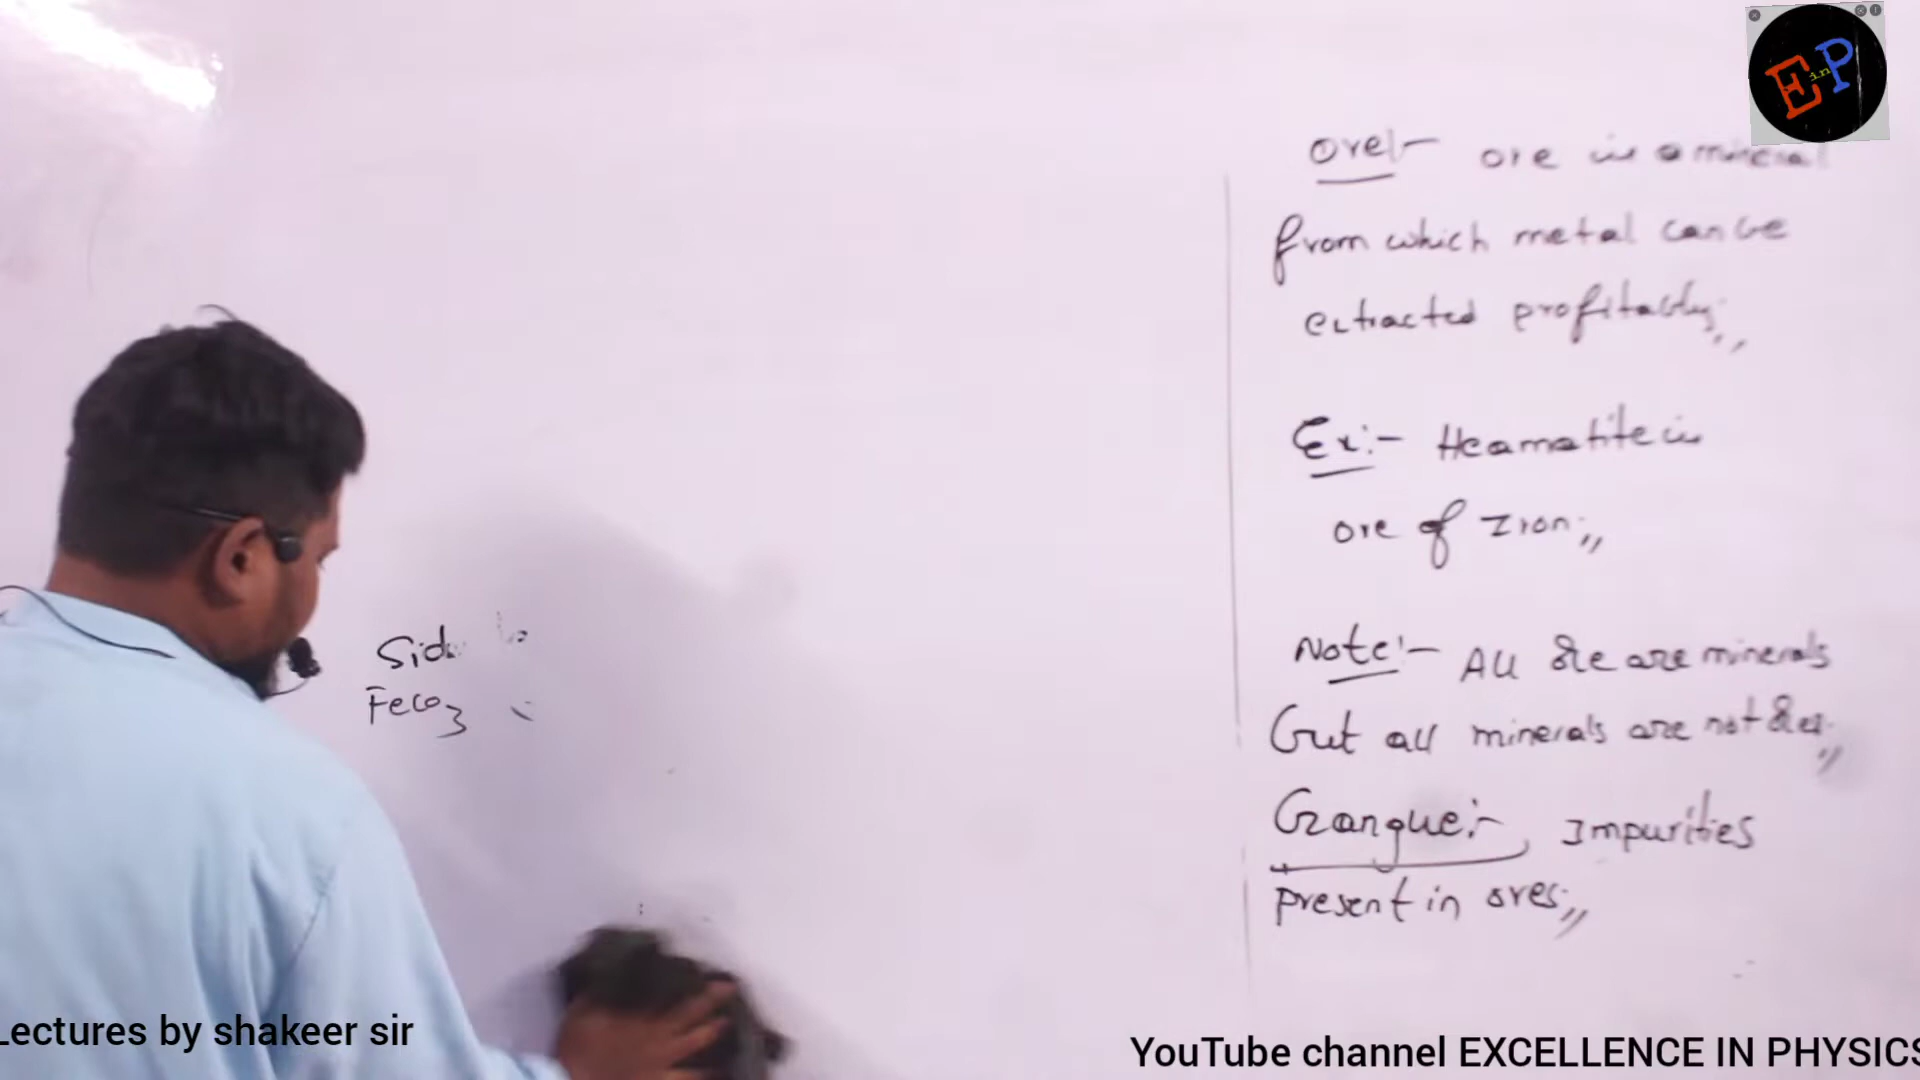 E in P
Ore:- Ore is a mineral
from which metal can be
extracted profitably.,,
Ex:- Heamatite is
ore of Iron.,,
Note:- All Ore are minerals
But all minerals are not Ores.,,
Gangue:- Impurities
present in ores.,,
Sid
FeCO3
Lectures by shakeer sir
YouTube channel EXCELLENCE IN PHYSICS